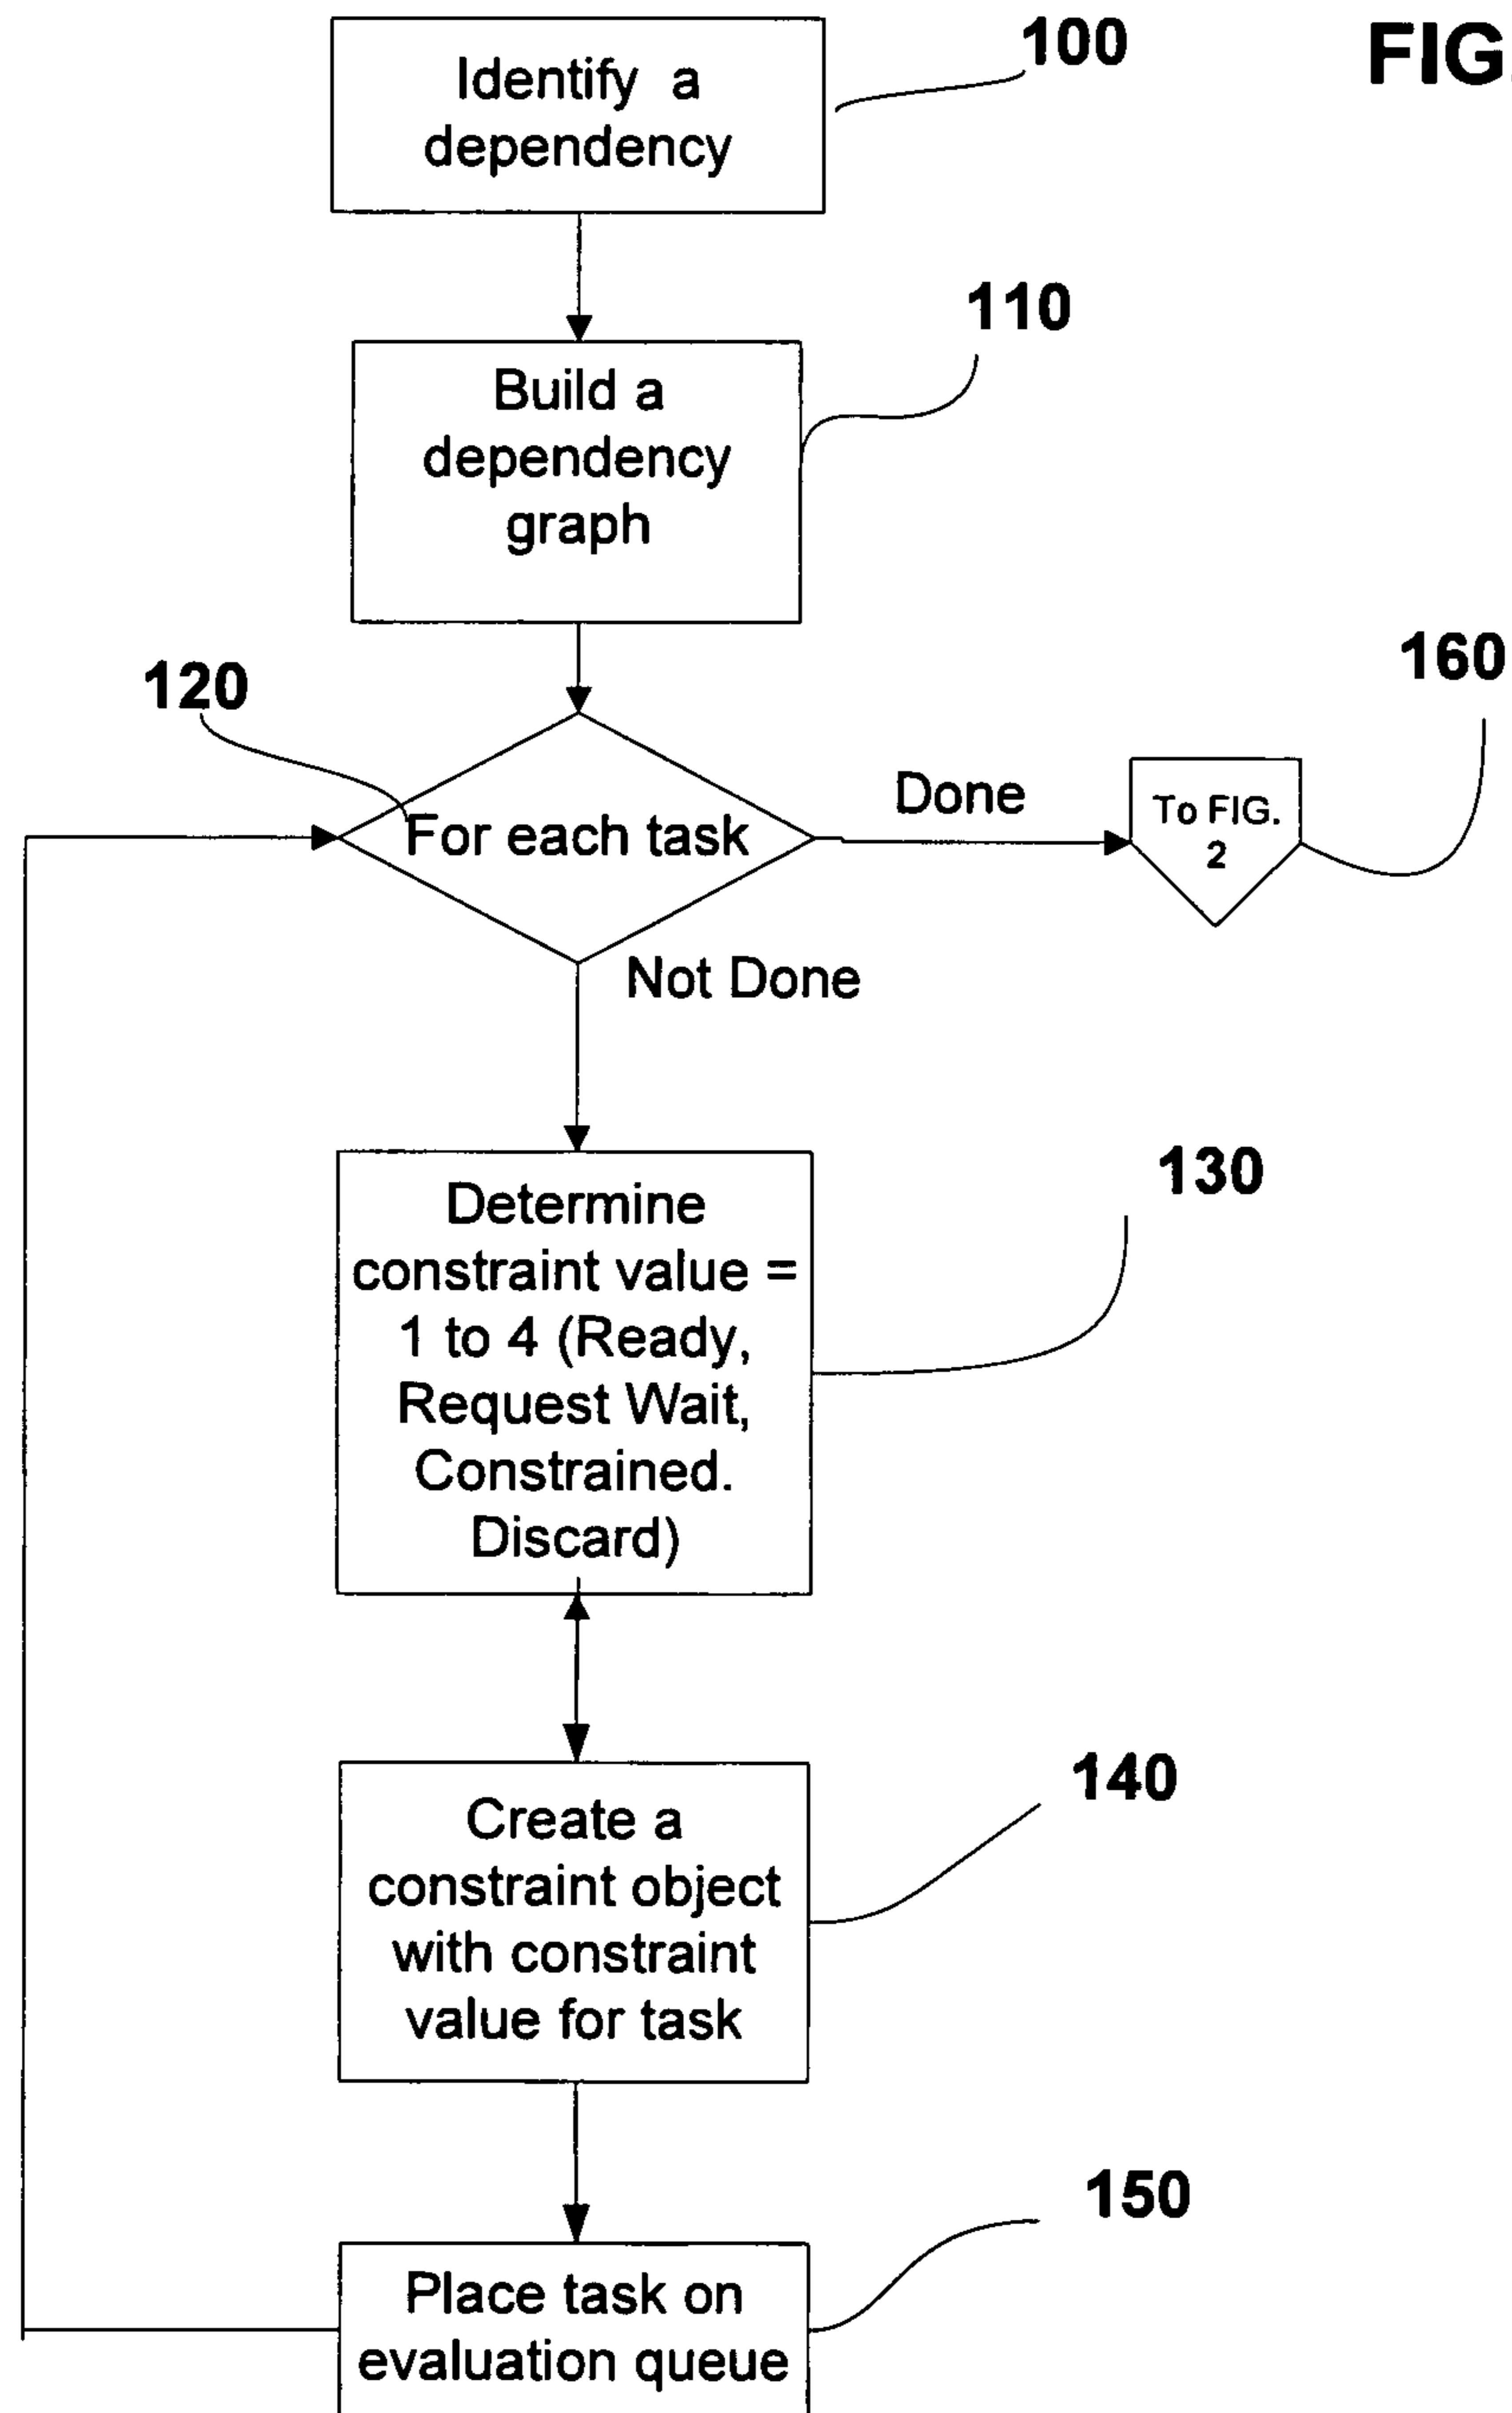 100
FIG.
Identify a
dependency
110
Build a
dependency
graph
120
160
Done
To FIG.
2
For each task
Not Done
130
Determine
constraint value =
1 to 4 (Ready,
Request Wait,
Constrained.
Discard)
140
Create a
constraint object
with constraint
value for task
150
Place task on
evaluation queue